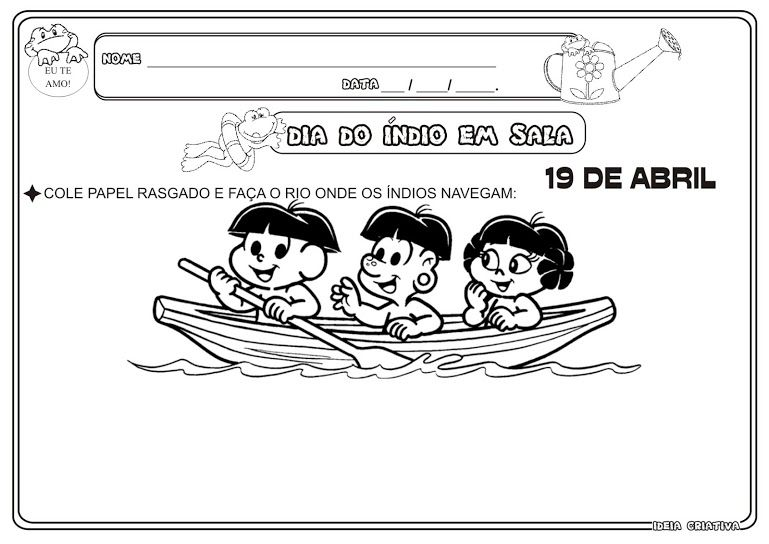 EU TE
AMO!
NOME
DATA ___ / ____ / _____.
DIA DO ÍNDIO EM SALA
19 DE ABRIL
COLE PAPEL RASGADO E FAÇA O RIO ONDE OS ÍNDIOS NAVEGAM:
IDEIA CRIATIVA